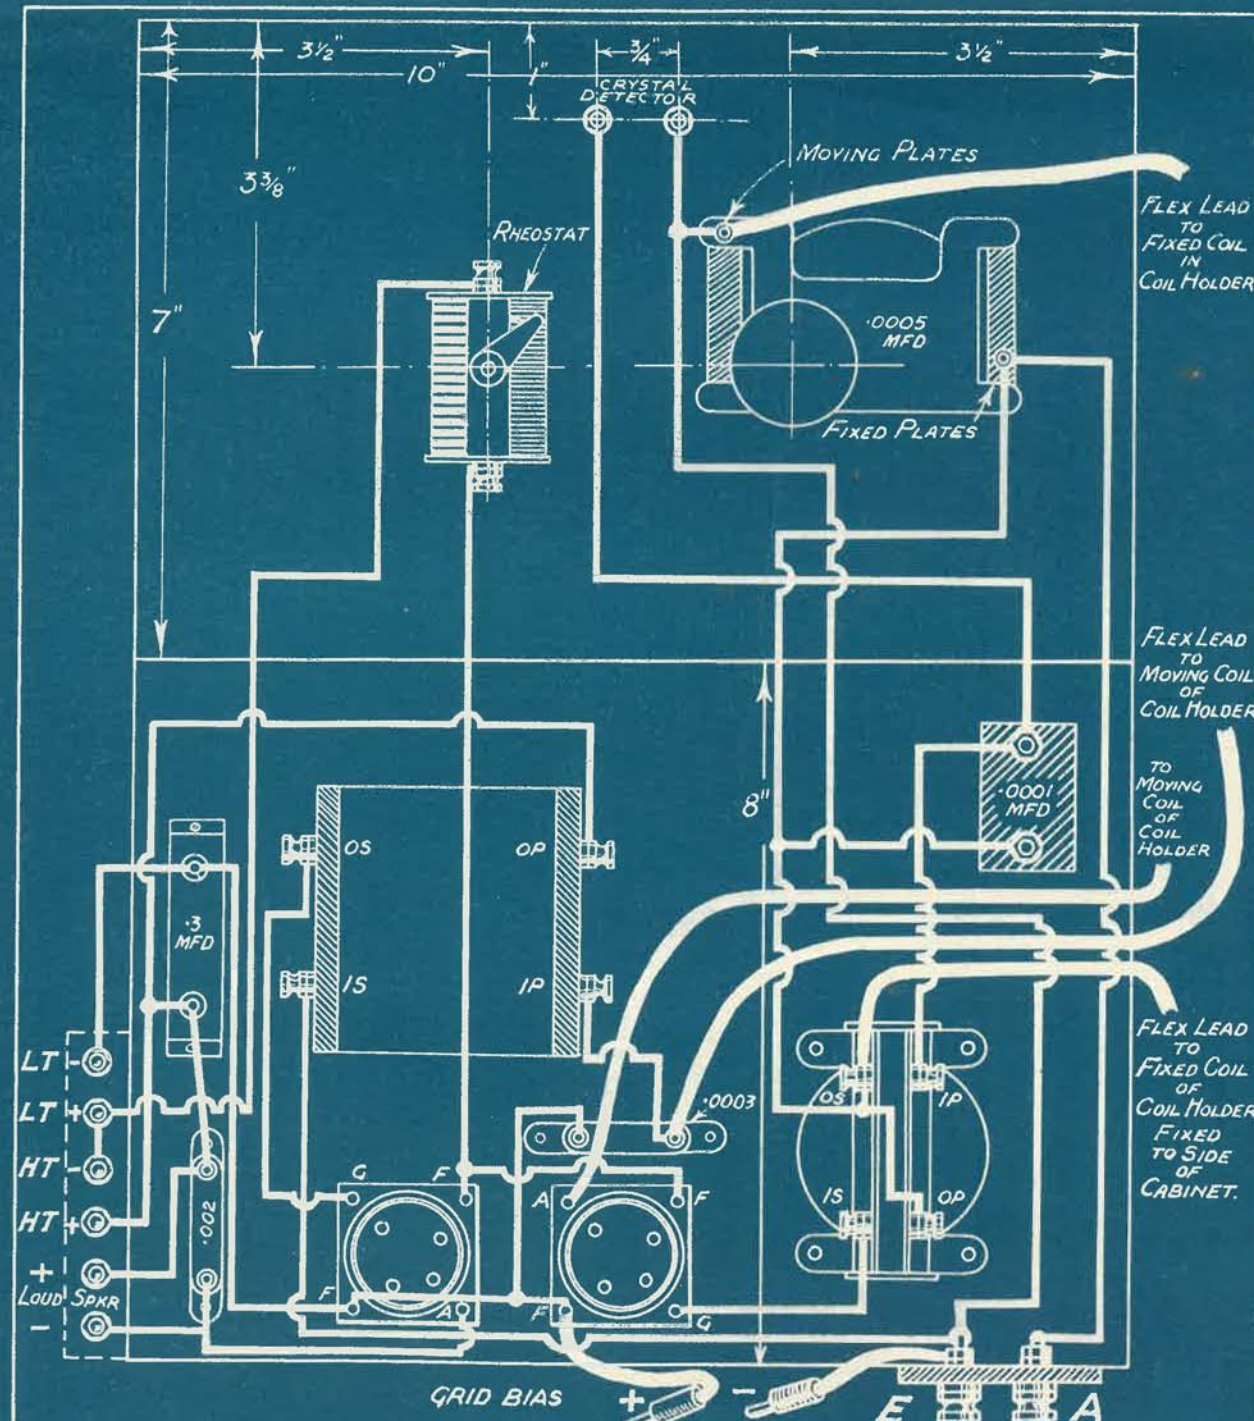 3½"
10"
1"
¾"
3½"
CRYSTAL
DETECTOR
3⅜"
7"
MOVING PLATES
RHEOSTAT
FLEX LEAD
TO
FIXED COIL
IN
COIL HOLDER
.0005
MFD
FIXED PLATES
FLEX LEAD
TO
MOVING COIL
OF
COIL HOLDER
TO
MOVING
COIL
OF
COIL
HOLDER
8"
.0001
MFD
OS
OP
IS
IP
.3
MFD
LT -
LT +
HT -
HT +
+
LOUD SPKR
-
.002
.0003
G
F
F
A
A
F
F
G
OS
IP
IS
OP
FLEX LEAD
TO
FIXED COIL
OF
COIL HOLDER
FIXED
TO SIDE
OF
CABINET.
GRID BIAS + -
E A